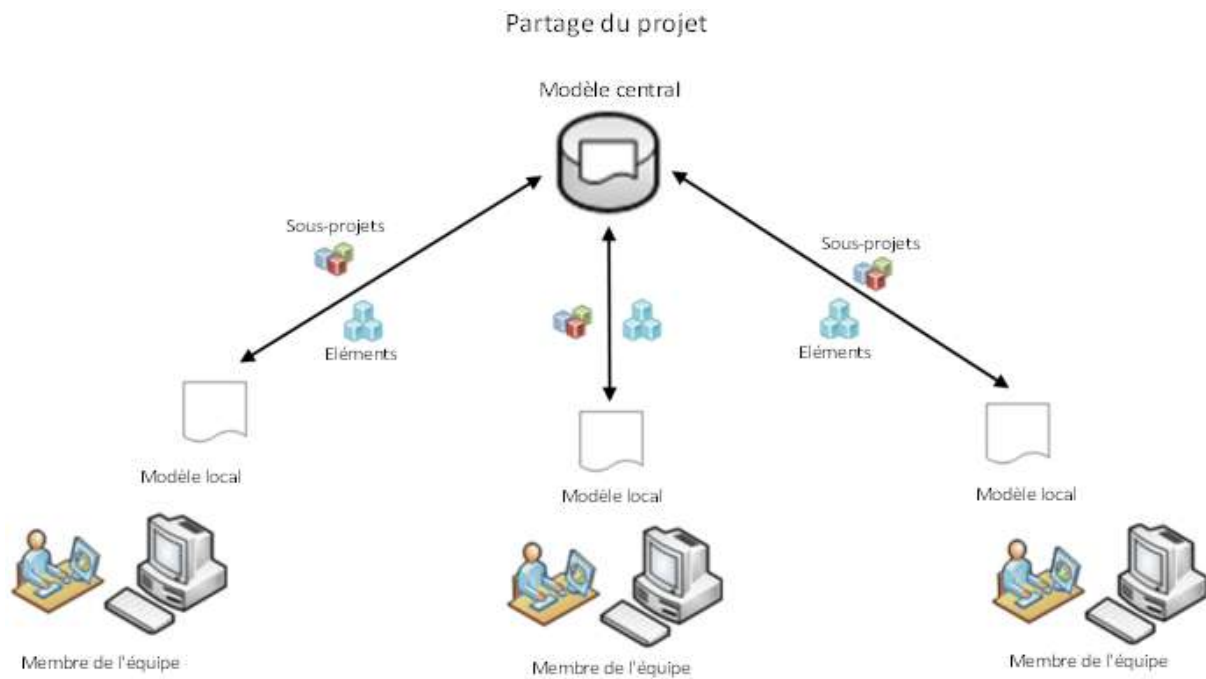 Partage du projet
Modèle central
Sous-projets
Sous-projets
Eléments
Eléments
Modèle local
Modèle local
Modèle local
Membre de l'équipe
Membre de l'équipe
Membre de l'équipe